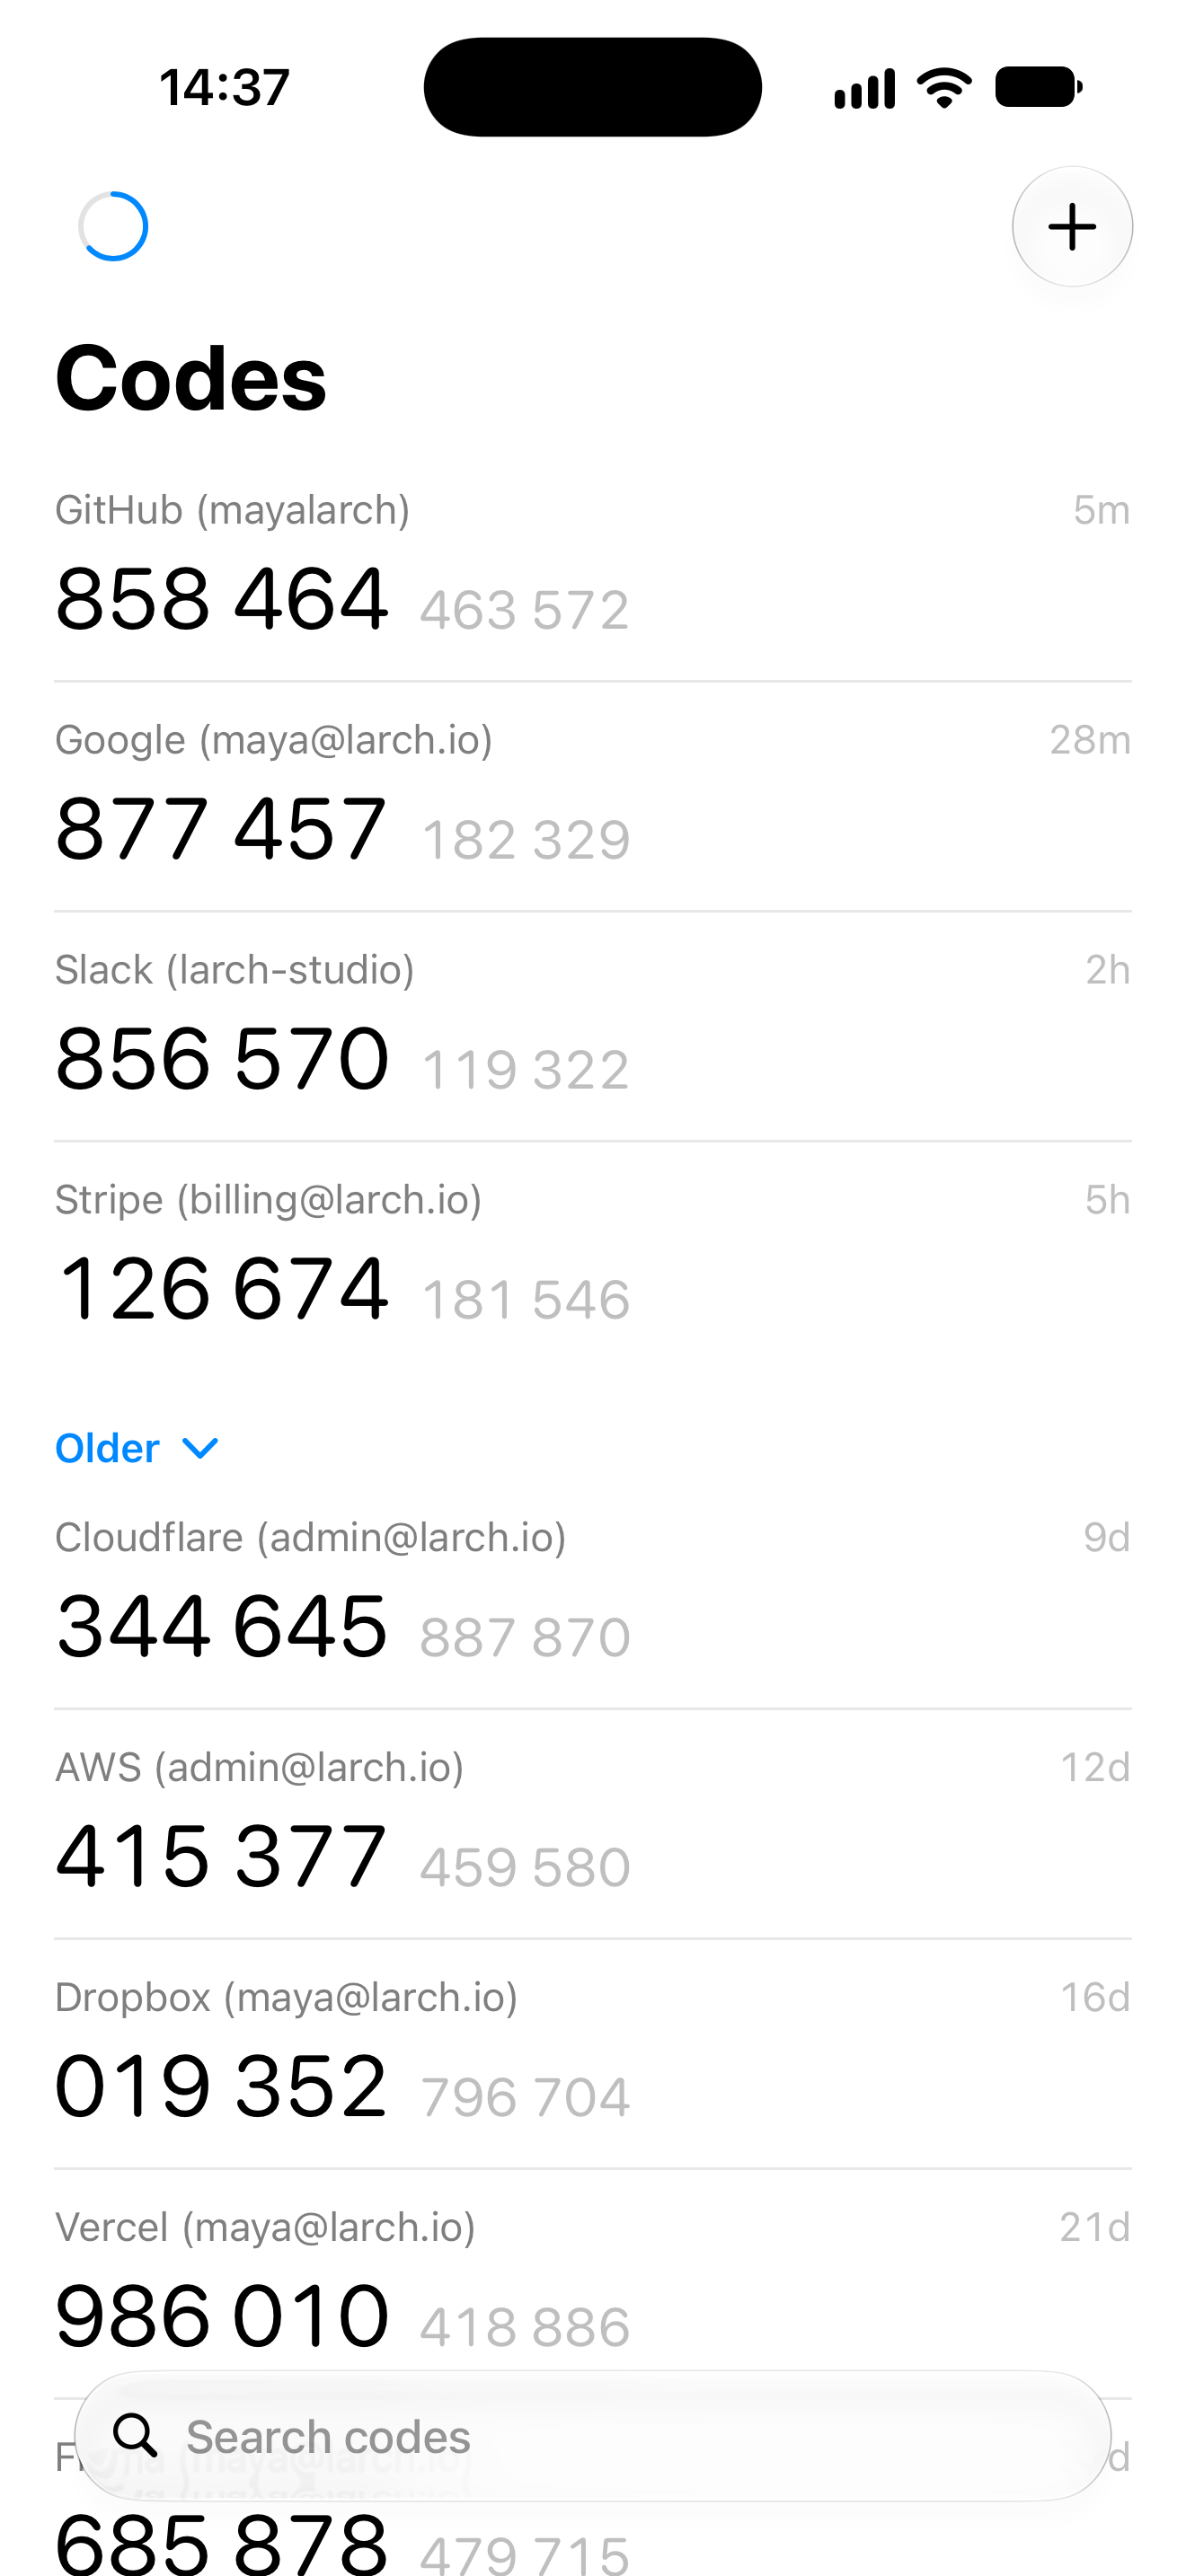 14:37
Codes
GitHub (mayalarch) 5m
858 464 463 572
Google (maya@larch.io) 28m
877 457 182 329
Slack (larch-studio) 2h
856 570 119 322
Stripe (billing@larch.io) 5h
126 674 181 546
Older
Cloudflare (admin@larch.io) 9d
344 645 887 870
AWS (admin@larch.io) 12d
415 377 459 580
Dropbox (maya@larch.io) 16d
019 352 796 704
Vercel (maya@larch.io) 21d
986 010 418 886
Search codes
685 878 479 715